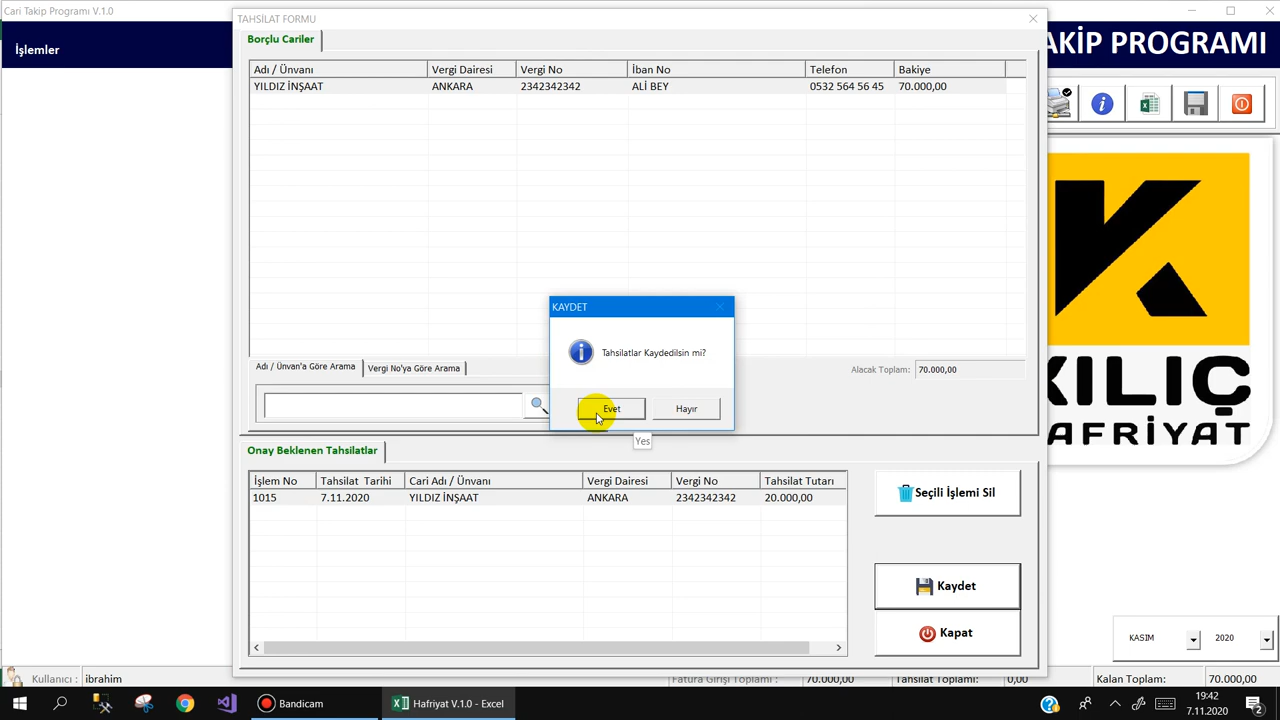 Cari Takip Programı V.1.0
İşlemler
AKİP PROGRAMI
TAHSİLAT FORMU
Borçlu Cariler
Adı / Ünvanı Vergi Dairesi Vergi No İban No Telefon Bakiye
YILDIZ İNŞAAT ANKARA 2342342342 ALİ BEY 0532 564 56 45 70.000,00
KAYDET
Tahsilatlar Kaydedilsin mi?
Evet Hayır
Yes
Adı / Ünvan'a Göre Arama Vergi No'ya Göre Arama
Alacak Toplam: 70.000,00
Onay Beklenen Tahsilatlar
İşlem No Tahsilat Tarihi Cari Adı / Ünvanı Vergi Dairesi Vergi No Tahsilat Tutarı
1015 7.11.2020 YILDIZ İNŞAAT ANKARA 2342342342 20.000,00
Seçili İşlemi Sil
Kaydet
Kapat
KILIÇ
AFRİYAT
KASIM 2020
Kullanıcı : ibrahim
Fatura Girişi Toplamı : 70.000,00 Tahsilat Toplamı : 0,00 Kalan Toplam: 70.000,00
Bandicam
Hafriyat V.1.0 - Excel
19:42
7.11.2020
2